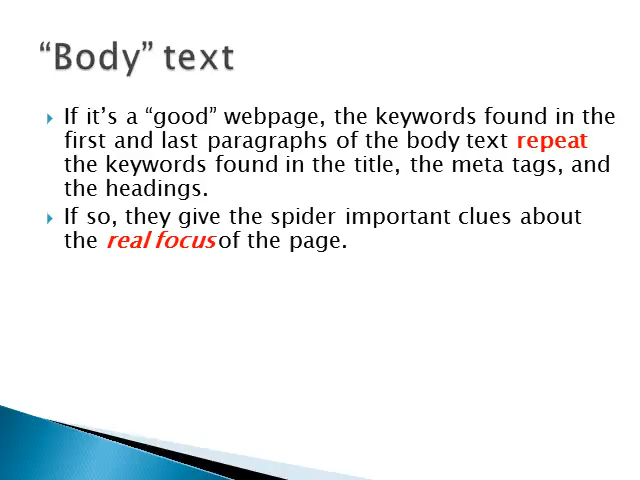 “Body” text
If it’s a “good” webpage, the keywords found in the
first and last paragraphs of the body text repeat
the keywords found in the title, the meta tags, and
the headings.
If so, they give the spider important clues about
the real focus of the page.